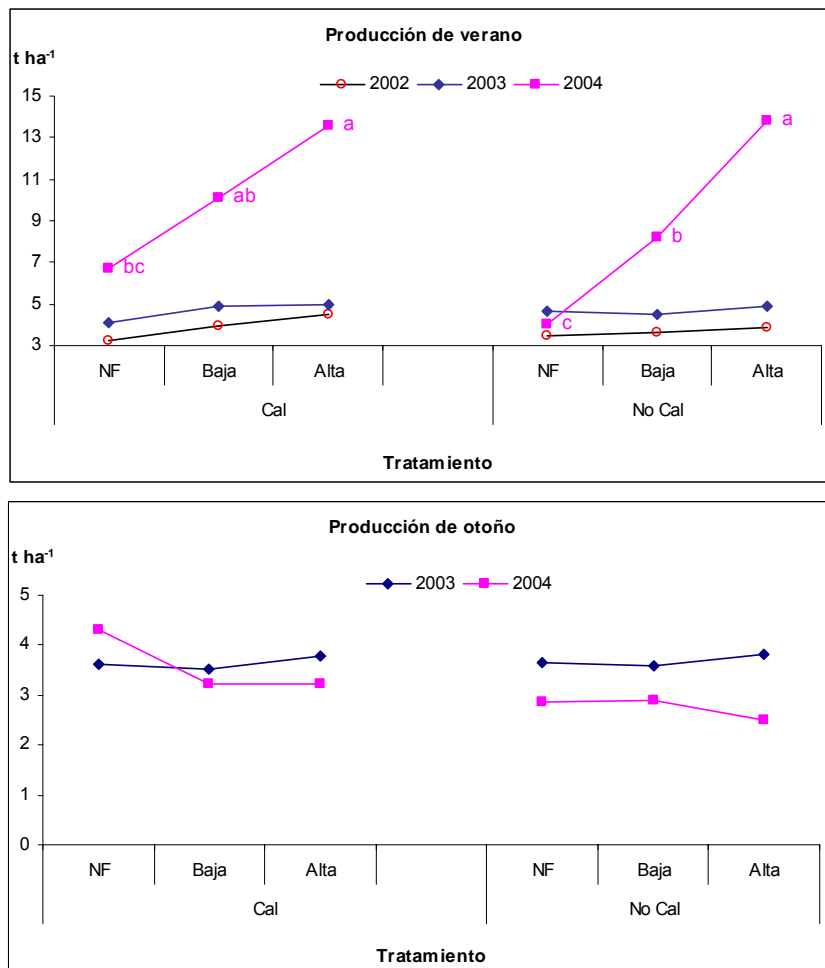 Producción de verano
t ha-1
2002 2003 2004
15
13
11
9
7
5
3
a
ab
bc
a
b
c
NF Baja Alta NF Baja Alta
Cal No Cal
Tratamiento
Producción de otoño
t ha-1
2003 2004
5
4
3
2
1
0
NF Baja Alta NF Baja Alta
Cal No Cal
Tratamiento